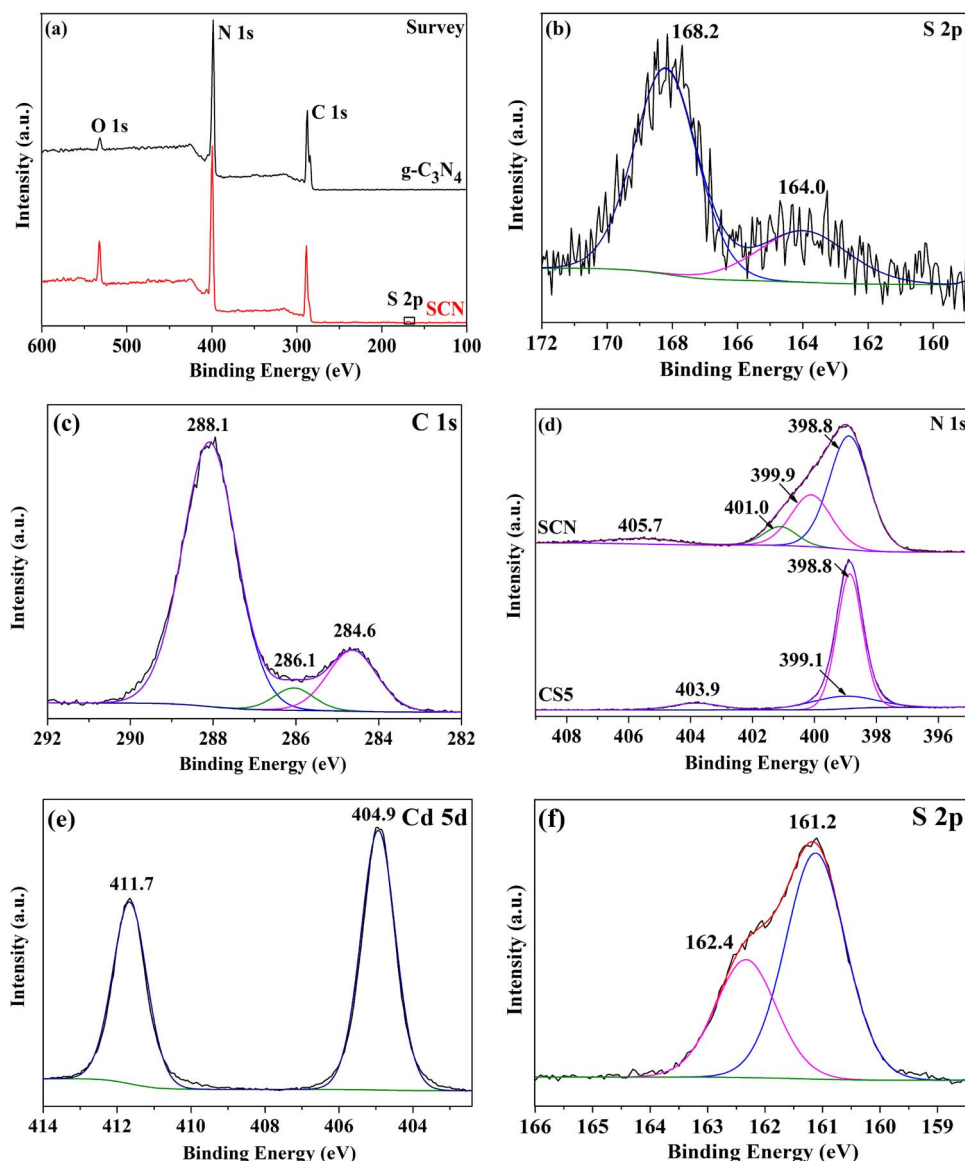 (a)
Survey
N 1s
O 1s
C 1s
g-C₃N₄
S 2p
SCN
600 500 400 300 200 100
Binding Energy (eV)
Intensity (a.u.)
(b)
S 2p
168.2
164.0
172 170 168 166 164 162 160
Binding Energy (eV)
Intensity (a.u.)
(c)
C 1s
288.1
286.1
284.6
292 290 288 286 284 282
Binding Energy (eV)
Intensity (a.u.)
(d)
N 1s
398.8
399.9
401.0
SCN
405.7
398.8
399.1
CS5
403.9
408 406 404 402 400 398 396
Binding Energy (eV)
Intensity (a.u.)
(e)
Cd 5d
404.9
411.7
414 412 410 408 406 404
Binding Energy (eV)
Intensity (a.u.)
(f)
S 2p
161.2
162.4
166 165 164 163 162 161 160 159
Binding Energy (eV)
Intensity (a.u.)